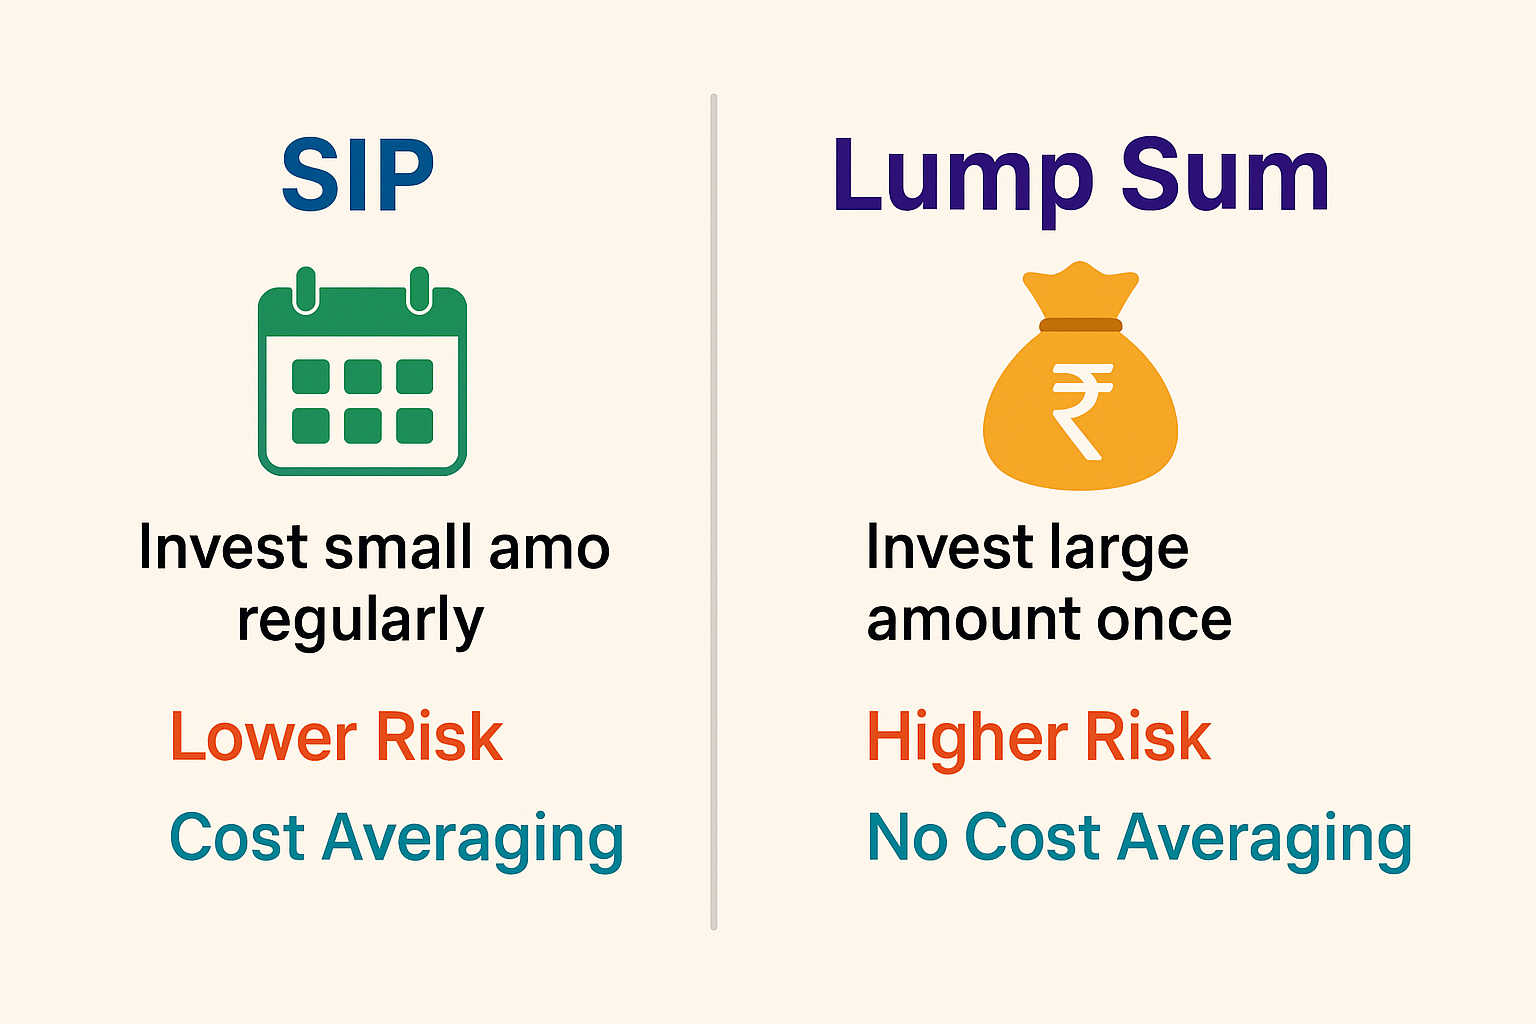 SIP
Invest small amo
regularly
Lower Risk
Cost Averaging
Lump Sum
₹
Invest large
amount once
Higher Risk
No Cost Averaging